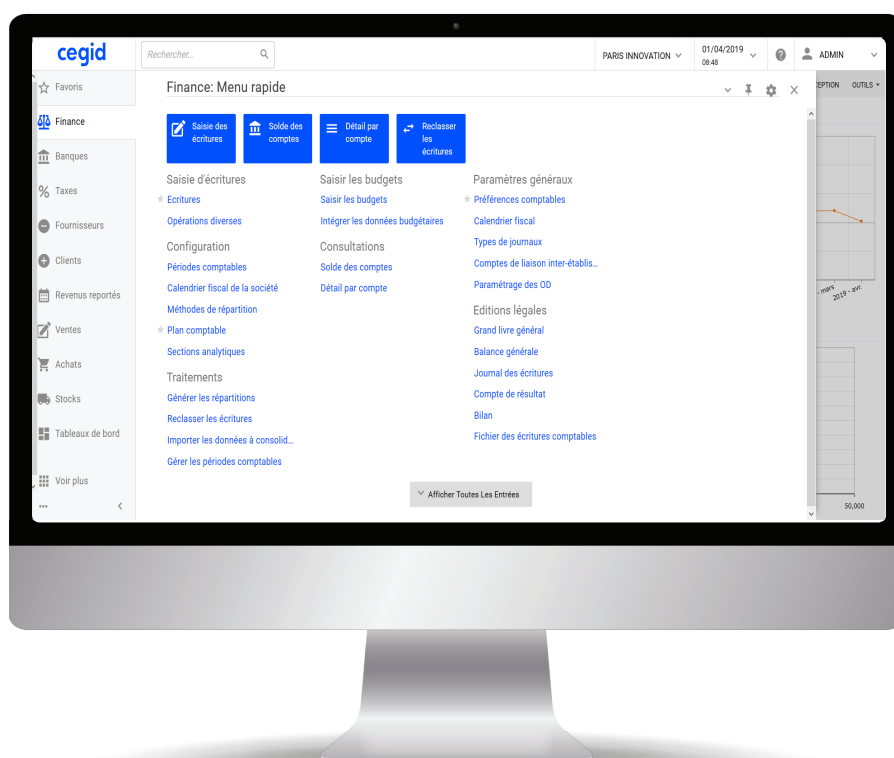 cegid
Rechercher...
PARIS INNOVATION
01/04/2019
08:48
ADMIN
Favoris
Finance
Banques
Taxes
Fournisseurs
Clients
Revenus reportés
Ventes
Achats
Stocks
Tableaux de bord
Voir plus
Finance: Menu rapide
OUTILS
Saisie des
écritures
Solde des
comptes
Détail par
compte
Reclasser
les
écritures
Saisie d'écritures
Ecritures
Opérations diverses
Configuration
Périodes comptables
Calendrier fiscal de la société
Méthodes de répartition
Plan comptable
Sections analytiques
Traitements
Générer les répartitions
Reclasser les écritures
Importer les données à consolid...
Gérer les périodes comptables
Saisir les budgets
Saisir les budgets
Intégrer les données budgétaires
Consultations
Solde des comptes
Détail par compte
Paramètres généraux
Préférences comptables
Calendrier fiscal
Types de journaux
Comptes de liaison inter-établis...
Paramétrage des OD
Editions légales
Grand livre général
Balance générale
Journal des écritures
Compte de résultat
Bilan
Fichier des écritures comptables
Afficher Toutes Les Entrées
- mars
2019 - avr.
50,000